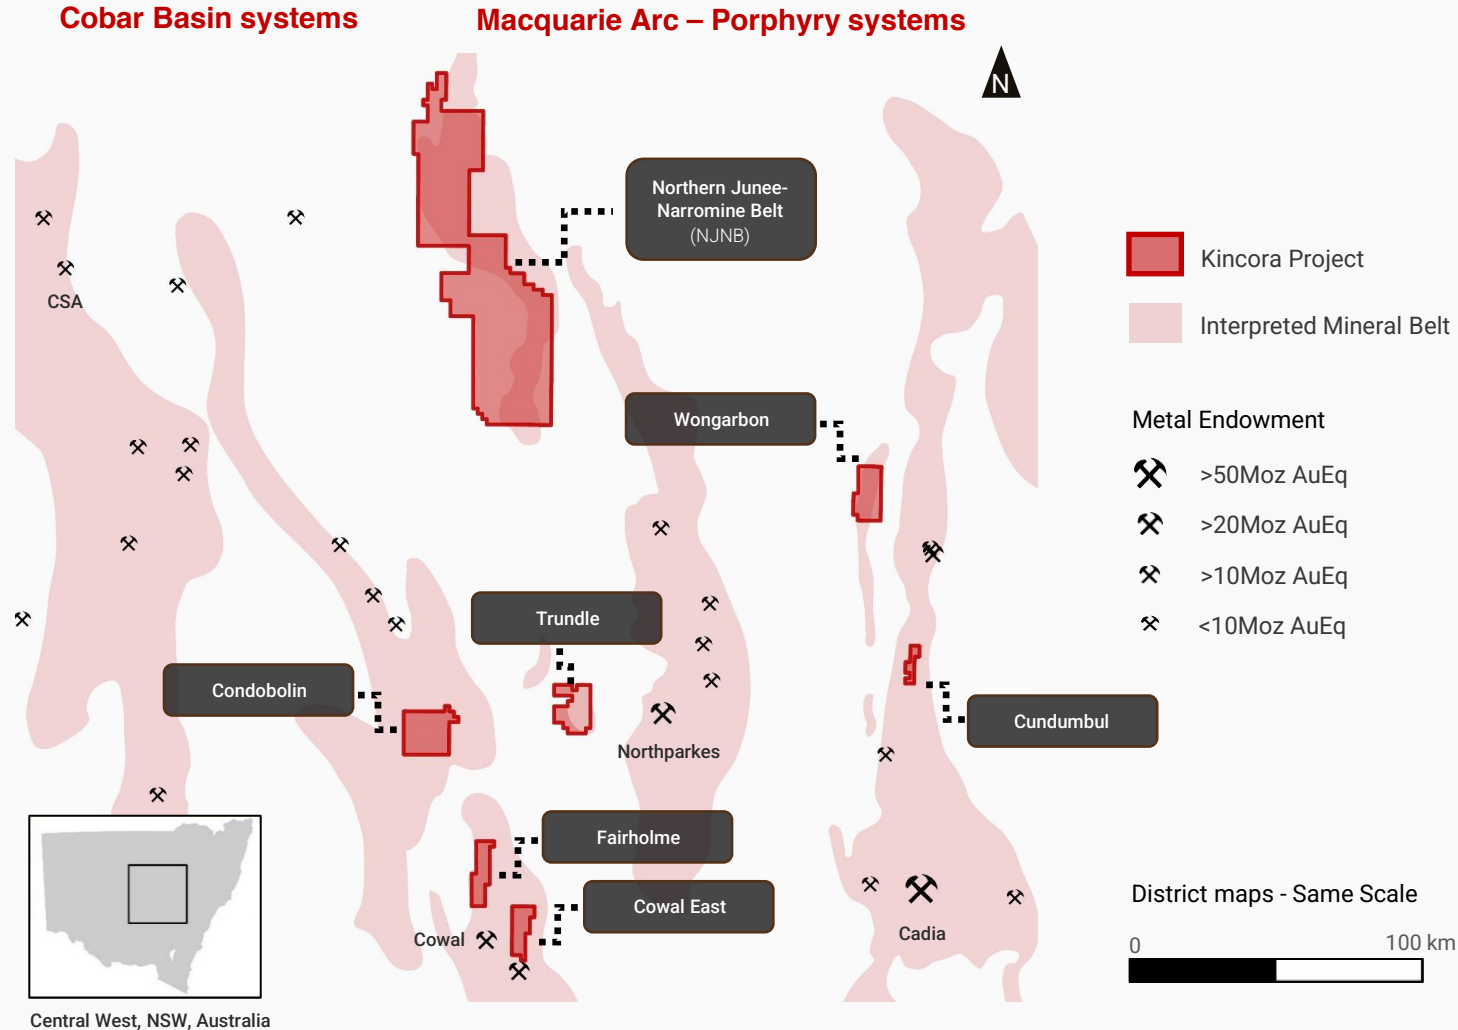 Cobar Basin systems
Macquarie Arc – Porphyry systems
N
Northern Junee-
Narromine Belt
(NJNB)
Kincora Project
CSA
Interpreted Mineral Belt
Wongarbon
Metal Endowment
>50Moz AuEq
>20Moz AuEq
>10Moz AuEq
<10Moz AuEq
Trundle
Condobolin
Cundumbul
Northparkes
Fairholme
Cowal East
Cowal
Cadia
District maps - Same Scale
0
100 km
Central West, NSW, Australia